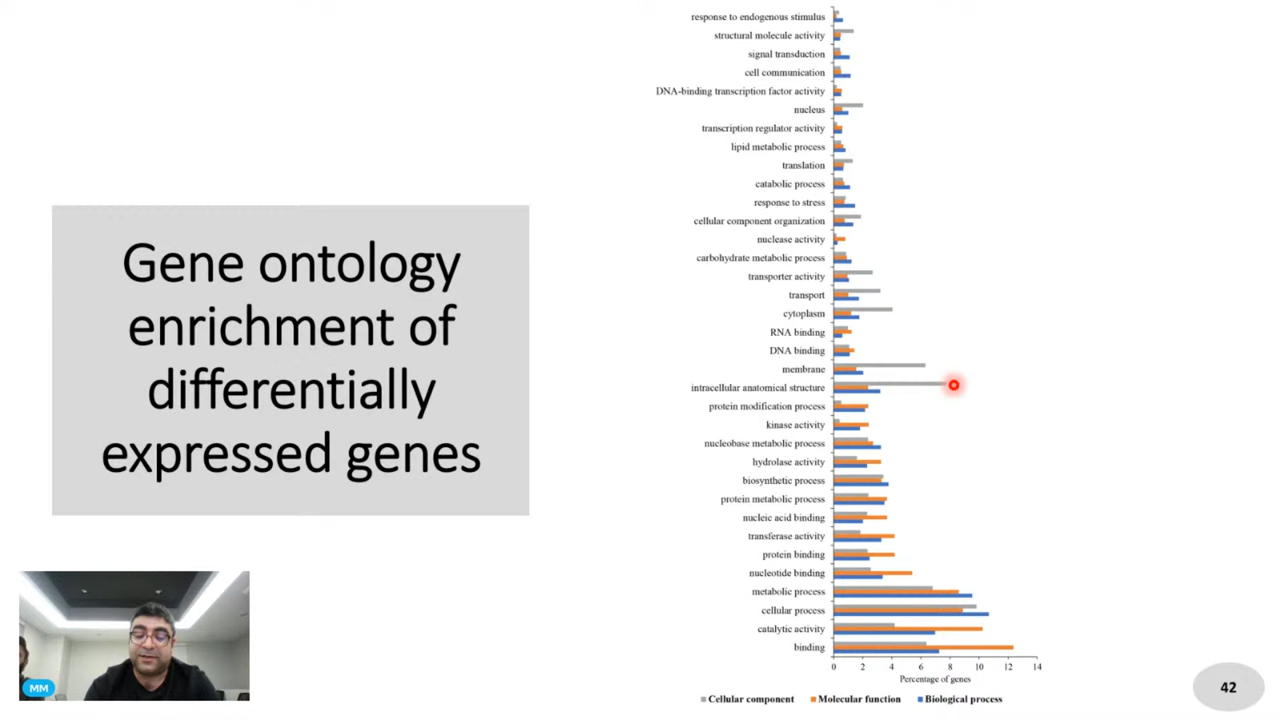 Gene ontology
enrichment of
differentially
expressed genes
response to endogenous stimulus
structural molecule activity
signal transduction
cell communication
DNA-binding transcription factor activity
nucleus
transcription regulator activity
lipid metabolic process
translation
catabolic process
response to stress
cellular component organization
nuclease activity
carbohydrate metabolic process
transporter activity
transport
cytoplasm
RNA binding
DNA binding
membrane
intracellular anatomical structure
protein modification process
kinase activity
nucleobase metabolic process
hydrolase activity
biosynthetic process
protein metabolic process
nucleic acid binding
transferase activity
protein binding
nucleotide binding
metabolic process
cellular process
catalytic activity
binding
0 2 4 6 8 10 12 14
Percentage of genes
Cellular component Molecular function Biological process
MM
42